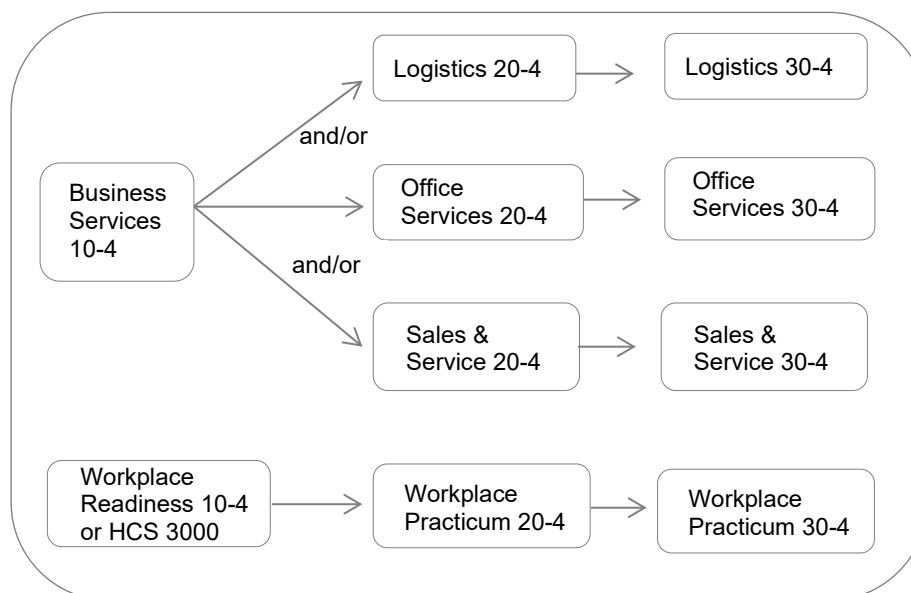 Logistics 20-4
Logistics 30-4
and/or
Business
Services
10-4
Office
Services 20-4
Office
Services 30-4
and/or
Sales &
Service 20-4
Sales &
Service 30-4
Workplace
Readiness 10-4
or HCS 3000
Workplace
Practicum 20-4
Workplace
Practicum 30-4